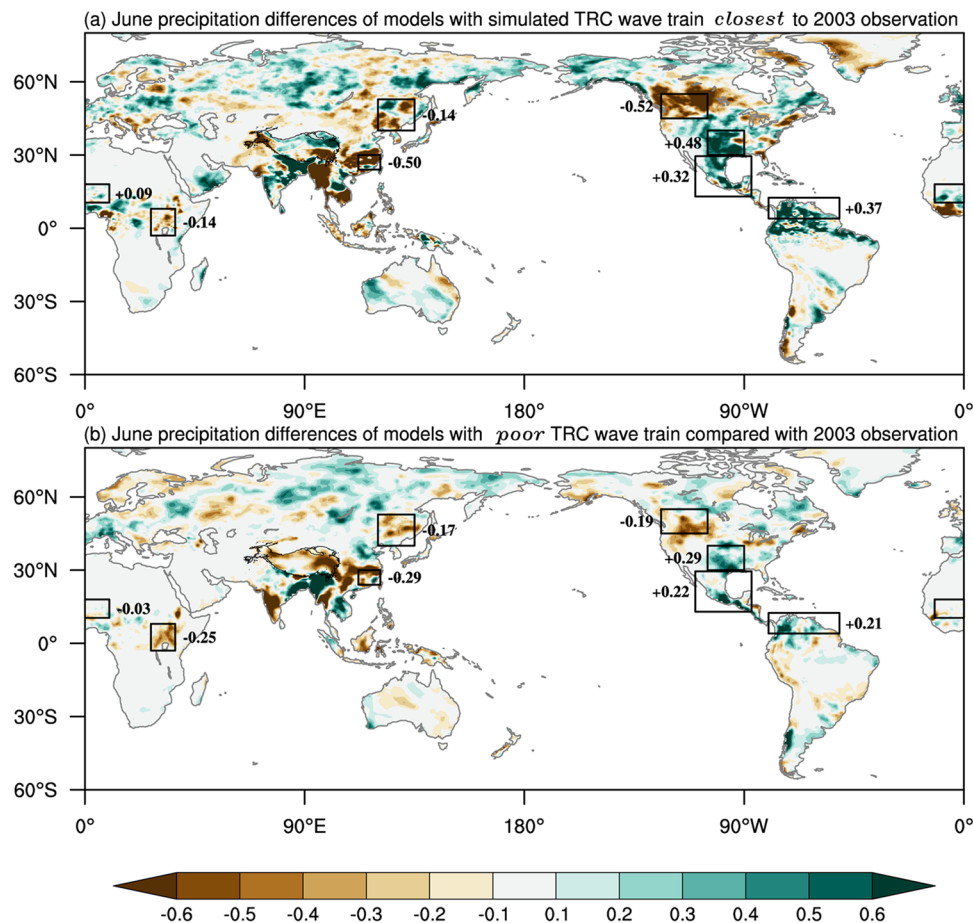 (a) June precipitation differences of models with simulated TRC wave train closest to 2003 observation
60°N
30°N
0°
30°S
60°S
-0.14
-0.50
+0.09
-0.14
-0.52
+0.48
+0.32
+0.37
0° 90°E 180° 90°W 0°
(b) June precipitation differences of models with poor TRC wave train compared with 2003 observation
60°N
30°N
0°
30°S
60°S
-0.17
-0.29
-0.03
-0.25
-0.19
+0.29
+0.22
+0.21
0° 90°E 180° 90°W 0°
-0.6 -0.5 -0.4 -0.3 -0.2 -0.1 0.1 0.2 0.3 0.4 0.5 0.6